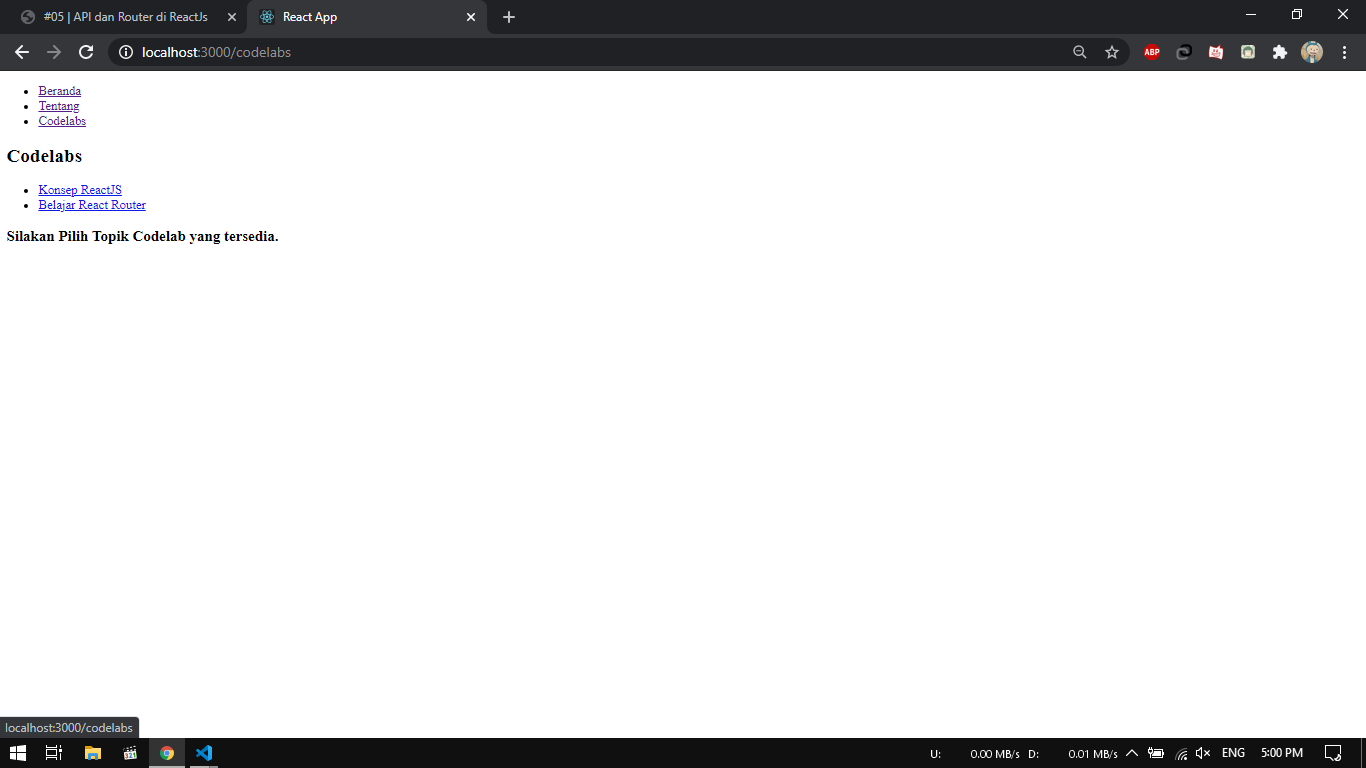 #05 | API dan Router di ReactJs
React App
localhost:3000/codelabs
ABP
Beranda
Tentang
Codelabs
Codelabs
Konsep ReactJS
Belajar React Router
Silakan Pilih Topik Codelab yang tersedia.
localhost:3000/codelabs
321
U: 0.00 MB/s D: 0.01 MB/s ENG 5:00 PM